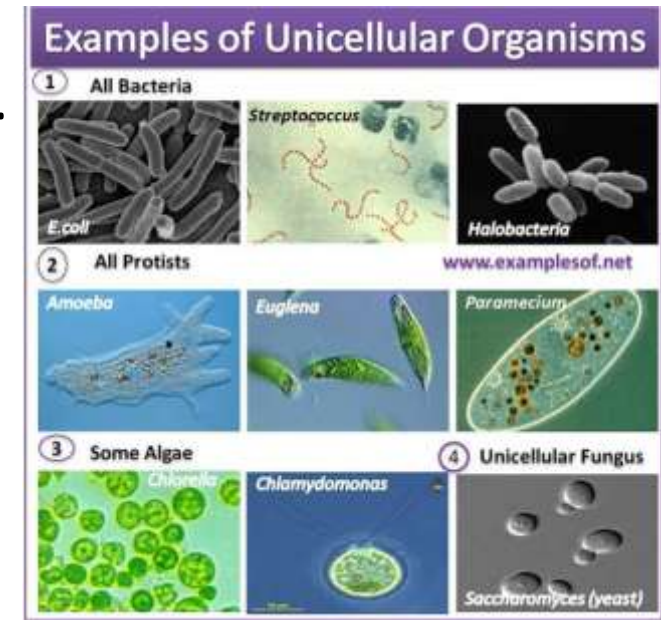 Examples of Unicellular Organisms
1 All Bacteria
E.coli
Streptococcus
Halobacteria
2 All Protists
www.examplesof.net
Amoeba
Euglena
Paramecium
3 Some Algae
4 Unicellular Fungus
Chlorella
Chlamydomonas
Saccharomyces (yeast)